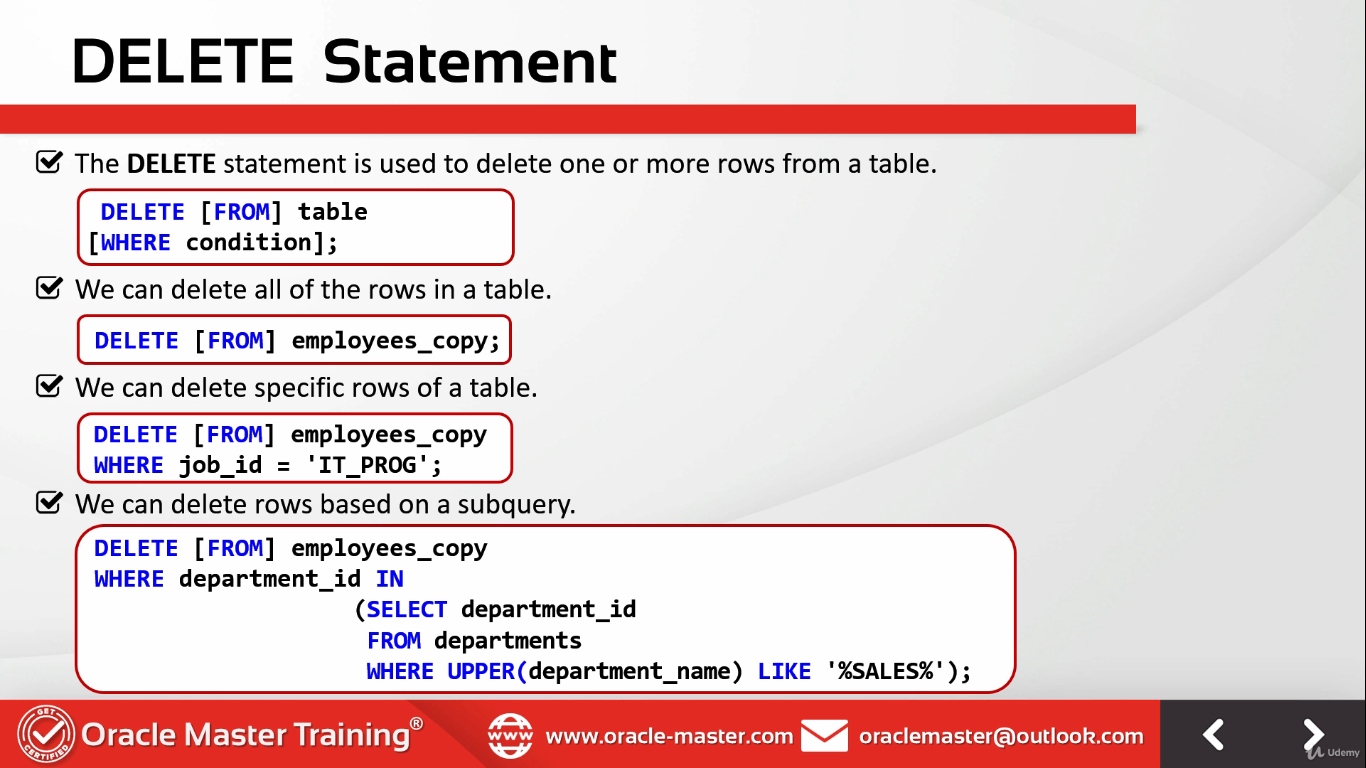 DELETE Statement
The DELETE statement is used to delete one or more rows from a table.
DELETE [FROM] table
[WHERE condition];
We can delete all of the rows in a table.
DELETE [FROM] employees_copy;
We can delete specific rows of a table.
DELETE [FROM] employees_copy
WHERE job_id = 'IT_PROG';
We can delete rows based on a subquery.
DELETE [FROM] employees_copy
WHERE department_id IN
(SELECT department_id
FROM departments
WHERE UPPER(department_name) LIKE '%SALES%');
GET CERTIFIED
Oracle Master Training®
WWW
www.oracle-master.com
oraclemaster@outlook.com
Udemy